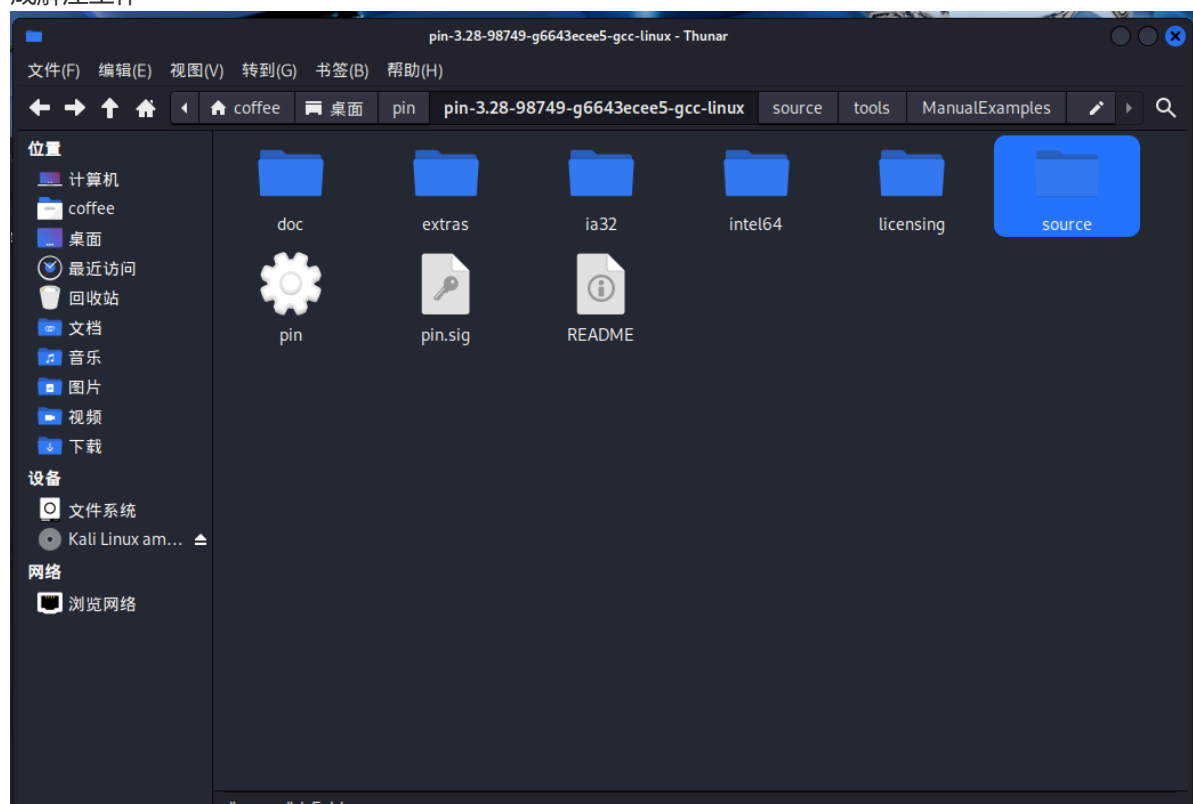 pin-3.28-98749-g6643ecee5-gcc-linux - Thunar
文件(F) 编辑(E) 视图(V) 转到(G) 书签(B) 帮助(H)
coffee 桌面 pin pin-3.28-98749-g6643ecee5-gcc-linux source tools ManualExamples
位置
计算机
coffee
桌面
最近访问
回收站
文档
音乐
图片
视频
下载
设备
文件系统
Kali Linux am...
网络
浏览网络
doc extras ia32 intel64 licensing source
pin pin.sig README